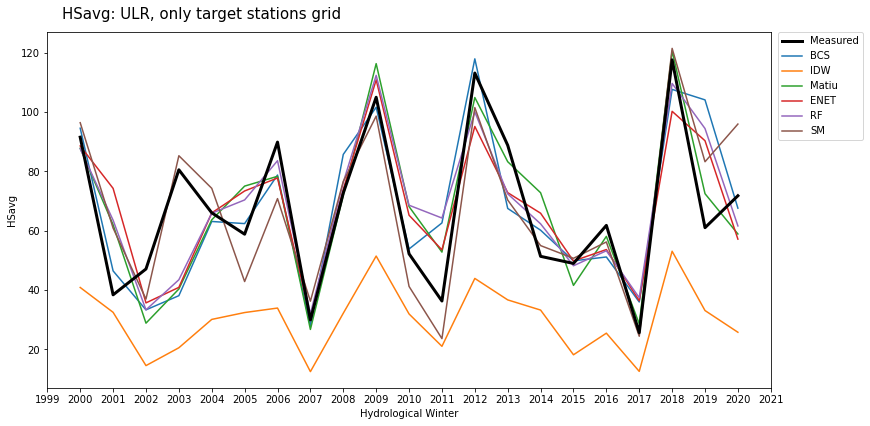 HSavg: ULR, only target stations grid
Measured
BCS
IDW
Matiu
ENET
RF
SM
HSavg
120
100
80
60
40
20
1999 2000 2001 2002 2003 2004 2005 2006 2007 2008 2009 2010 2011 2012 2013 2014 2015 2016 2017 2018 2019 2020 2021
Hydrological Winter